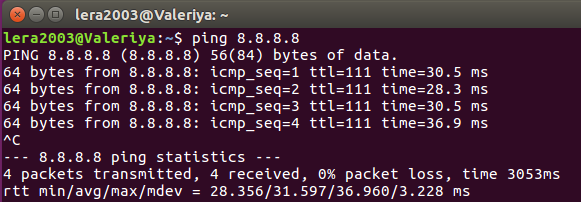 lera2003@Valeriya: ~
lera2003@Valeriya:~$ ping 8.8.8.8
PING 8.8.8.8 (8.8.8.8) 56(84) bytes of data.
64 bytes from 8.8.8.8: icmp_seq=1 ttl=111 time=30.5 ms
64 bytes from 8.8.8.8: icmp_seq=2 ttl=111 time=28.3 ms
64 bytes from 8.8.8.8: icmp_seq=3 ttl=111 time=30.5 ms
64 bytes from 8.8.8.8: icmp_seq=4 ttl=111 time=36.9 ms
^C
--- 8.8.8.8 ping statistics ---
4 packets transmitted, 4 received, 0% packet loss, time 3053ms
rtt min/avg/max/mdev = 28.356/31.597/36.960/3.228 ms